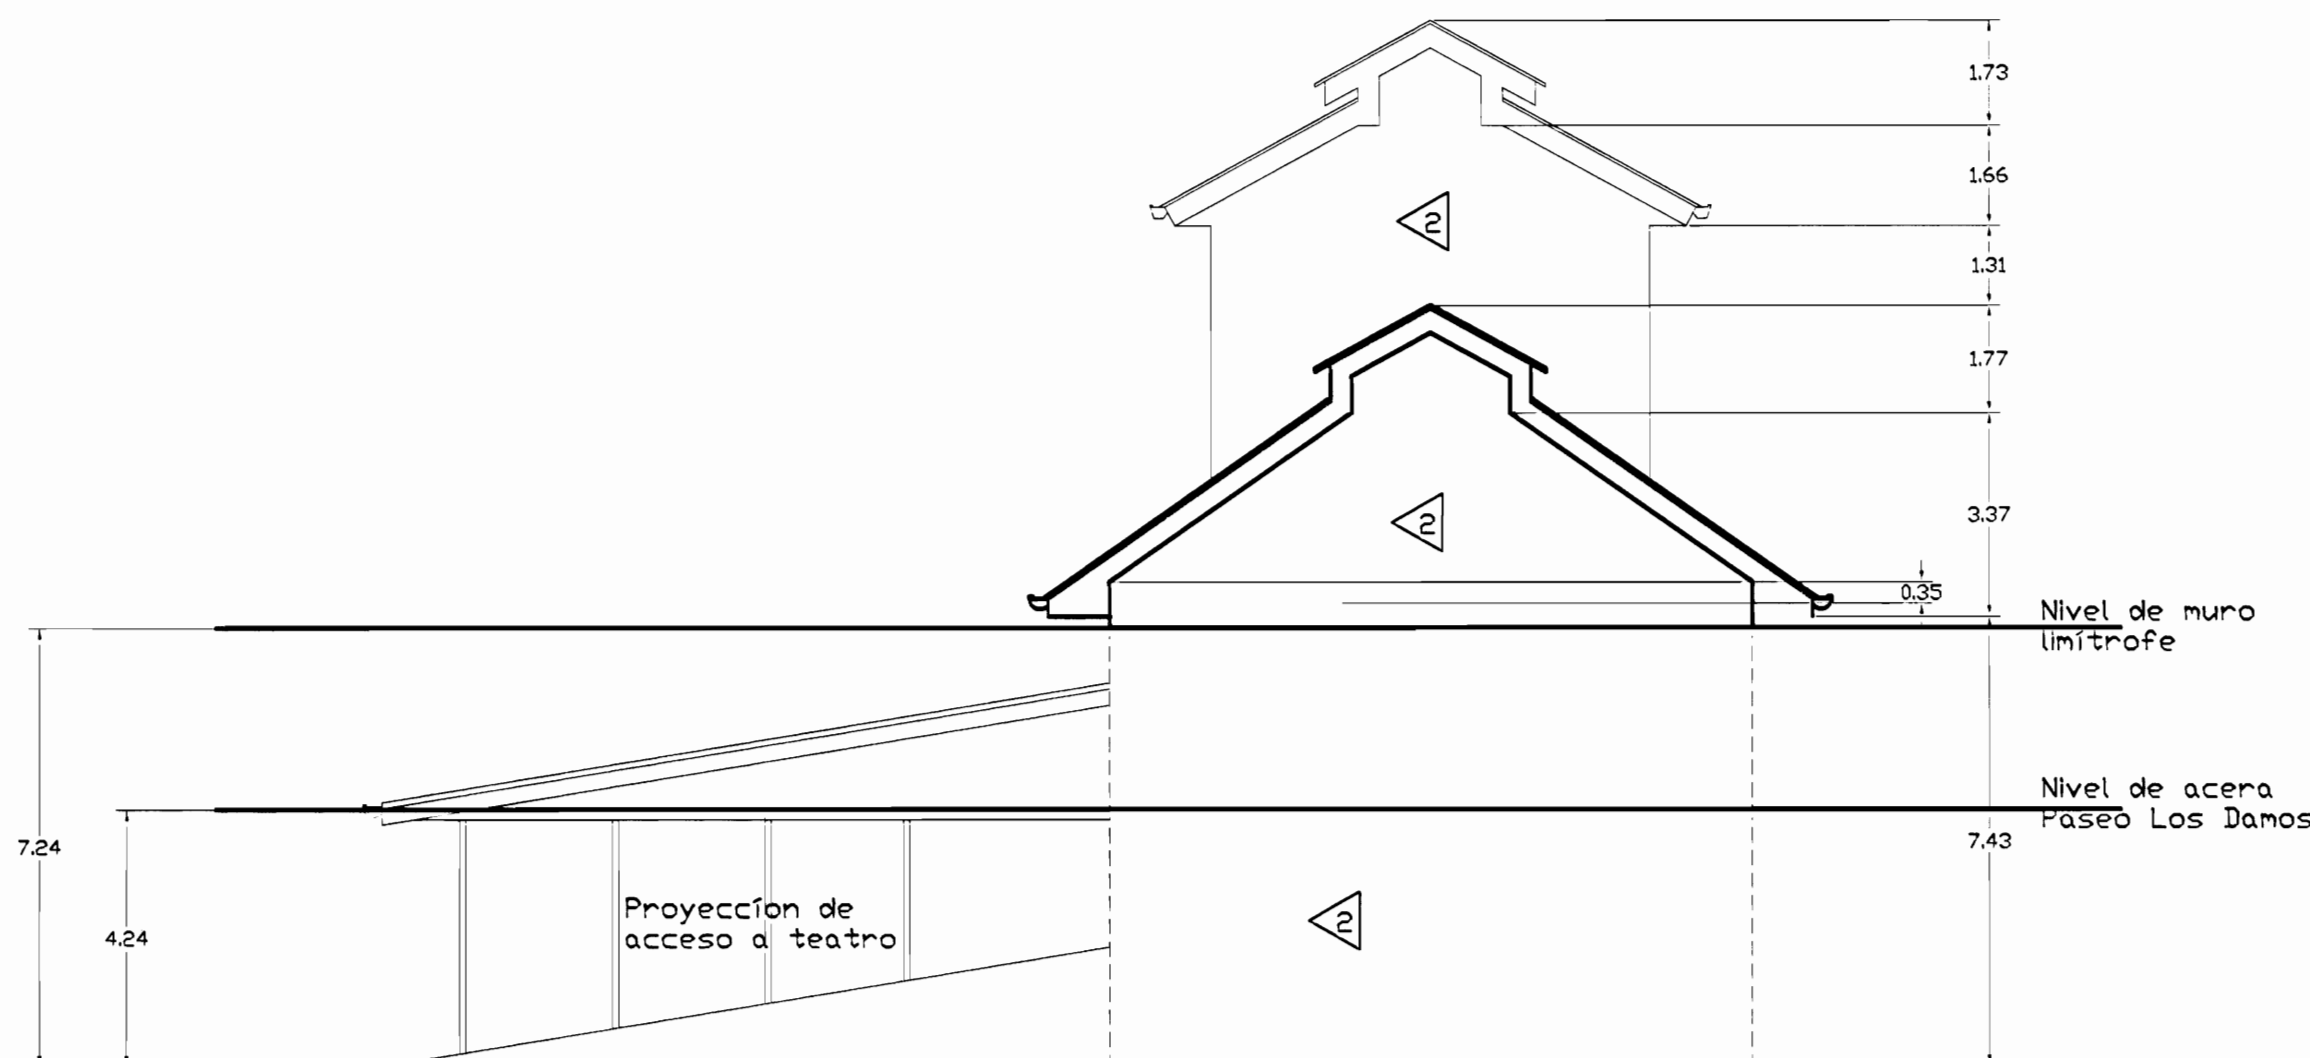 1.73
1.66
2
1.31
1.77
2
3.37
0.35
Nivel de muro
limítrofe
Nivel de acera
Paseo Los Damos
7.24
7.43
Proyeccíon de
acceso a teatro
2
4.24